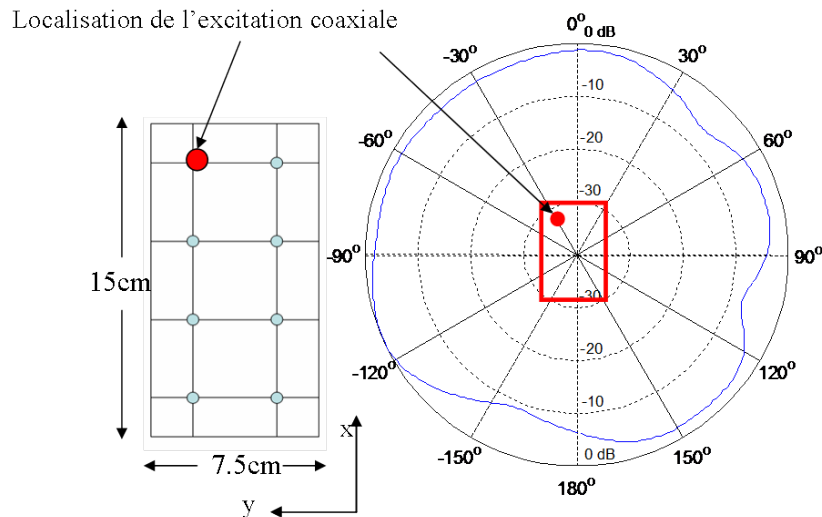 Localisation de l'excitation coaxiale
0°
0 dB
-30°
30°
-10
-60°
60°
-20
-30
-90°
90°
15cm
-30
-120°
120°
-20
-10
x
7.5cm
-150°
150°
0 dB
180°
y